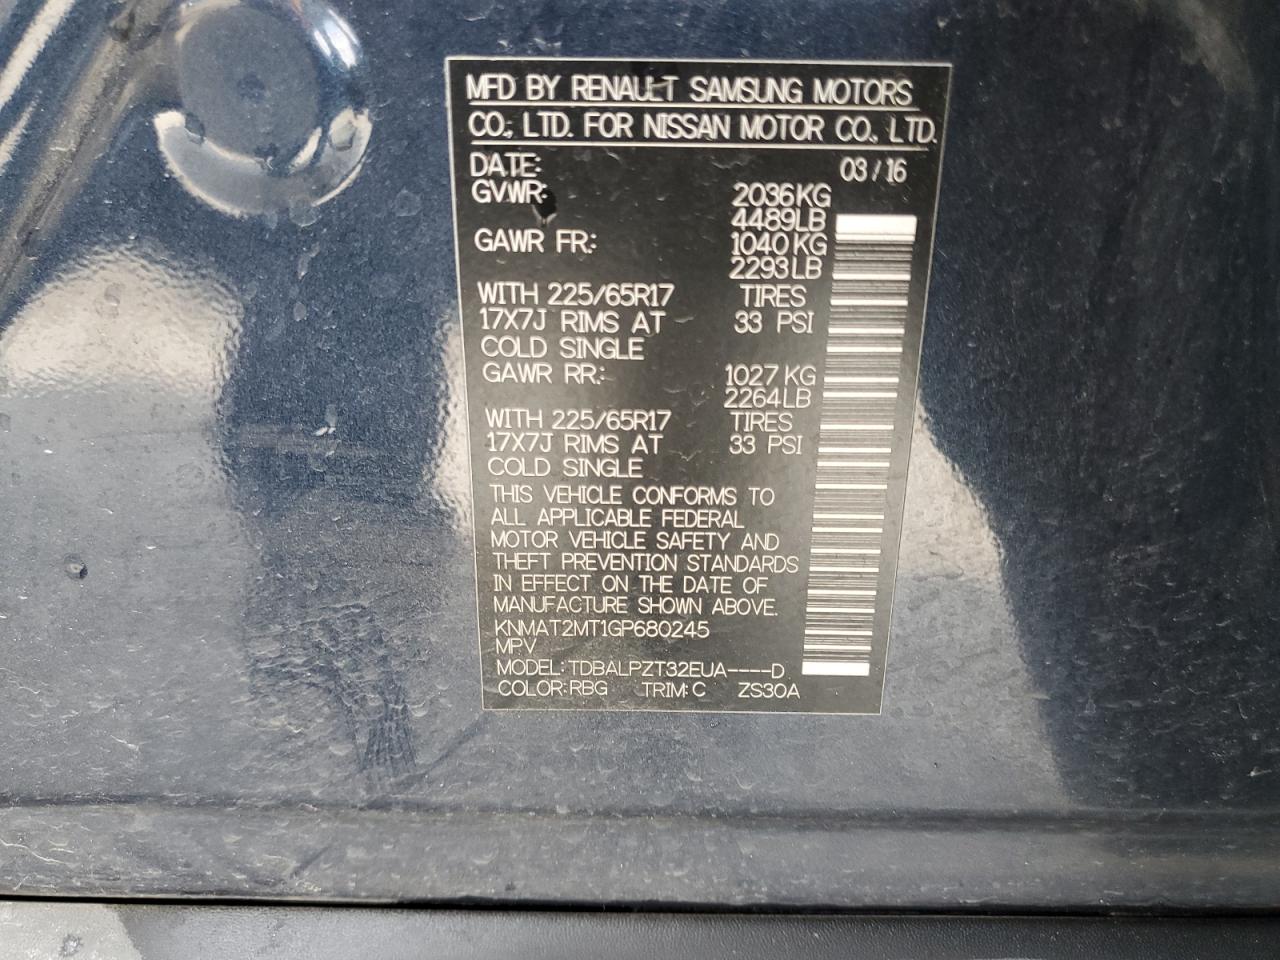 MFD BY RENAULT SAMSUNG MOTORS
CO., LTD. FOR NISSAN MOTOR CO., LTD.
DATE: 03/16
GVWR: 2036KG
4489LB
GAWR FR.: 1040KG
2293LB
WITH 225/65R17 TIRES
17X7J RIMS AT 33 PSI
COLD SINGLE
GAWR RR.: 1027KG
2264LB
WITH 225/65R17 TIRES
17X7J RIMS AT 33 PSI
COLD SINGLE
THIS VEHICLE CONFORMS TO
ALL APPLICABLE FEDERAL
MOTOR VEHICLE SAFETY AND
THEFT PREVENTION STANDARDS
IN EFFECT ON THE DATE OF
MANUFACTURE SHOWN ABOVE.
KNMAT2MT1GP680245
MPV
MODEL:TDBALPZT32EUA----D
COLOR:RBG TRIM:C ZS30A